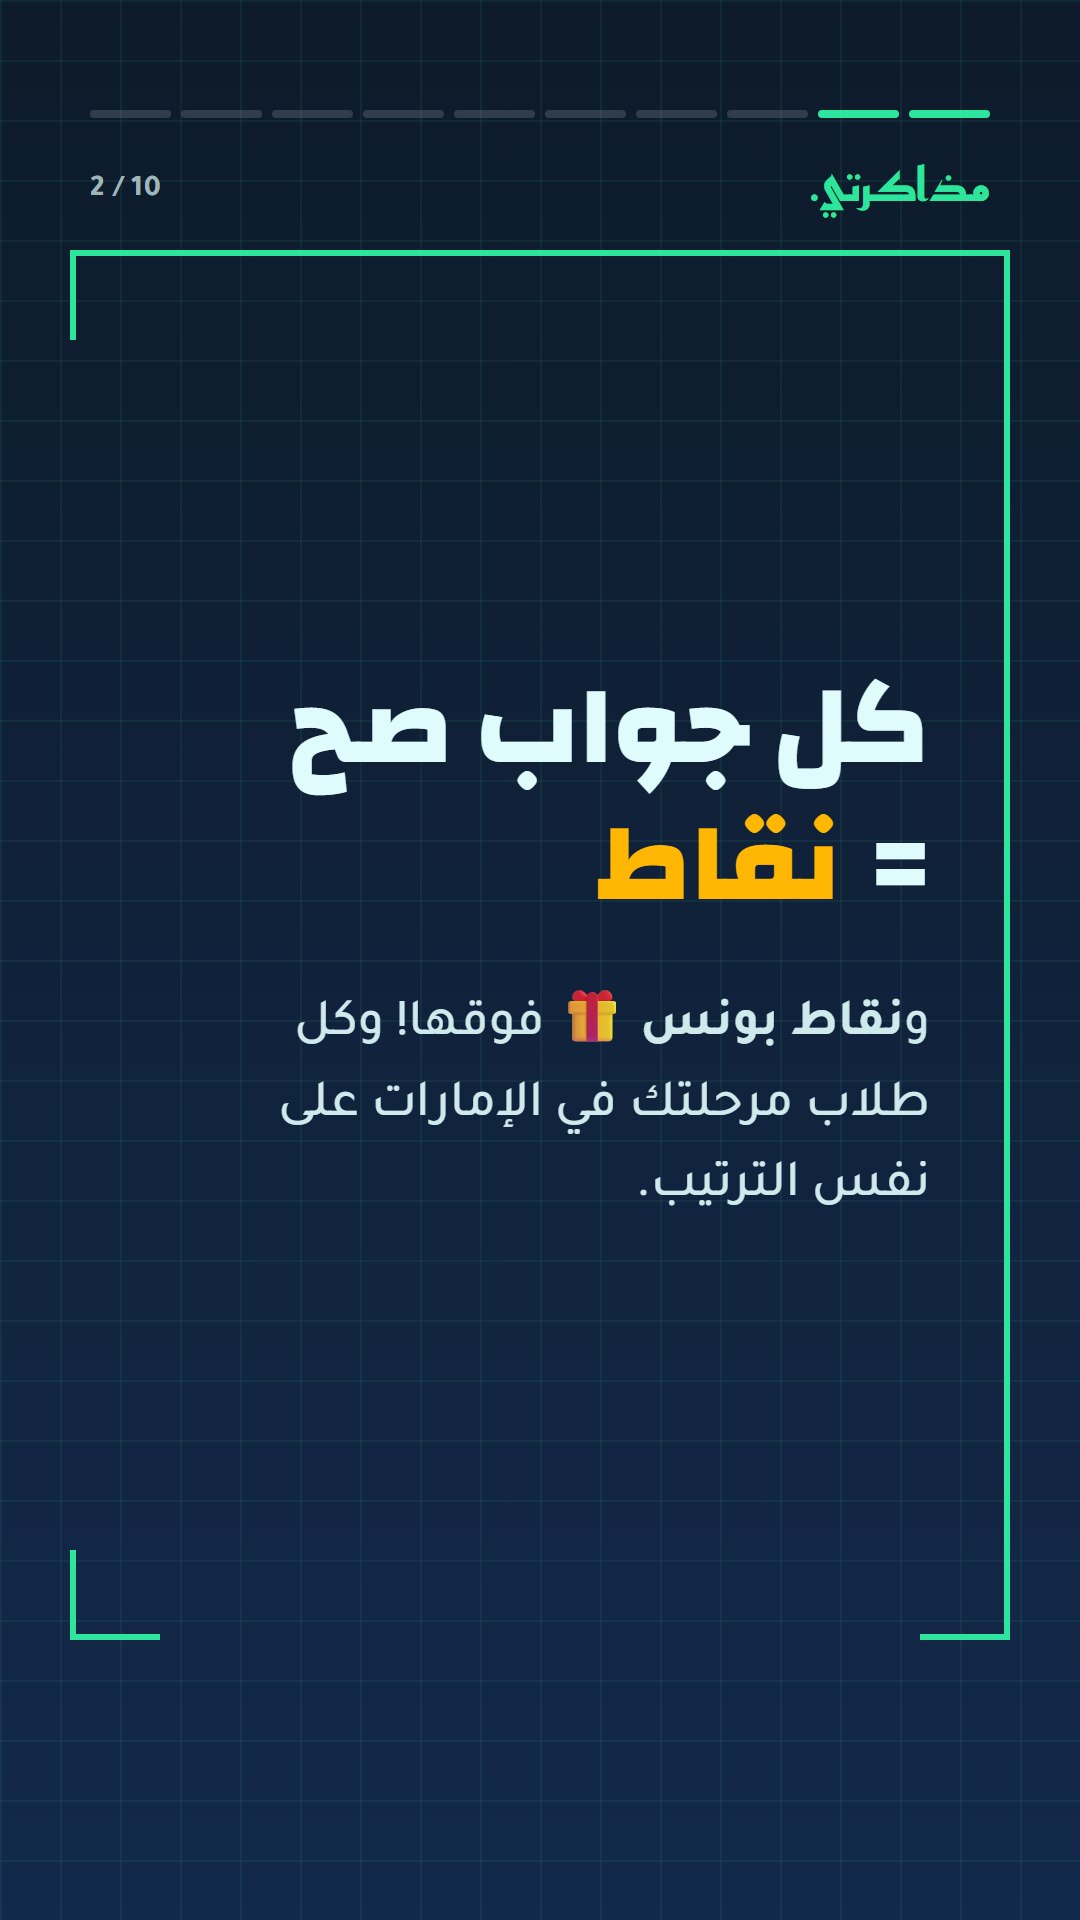 مذاكرتي.
2 / 10
كل جواب صح
= نقاط
ونقاط بونس 🎁 فوقها! وكل
طلاب مرحلتك في الإمارات على
نفس الترتيب.